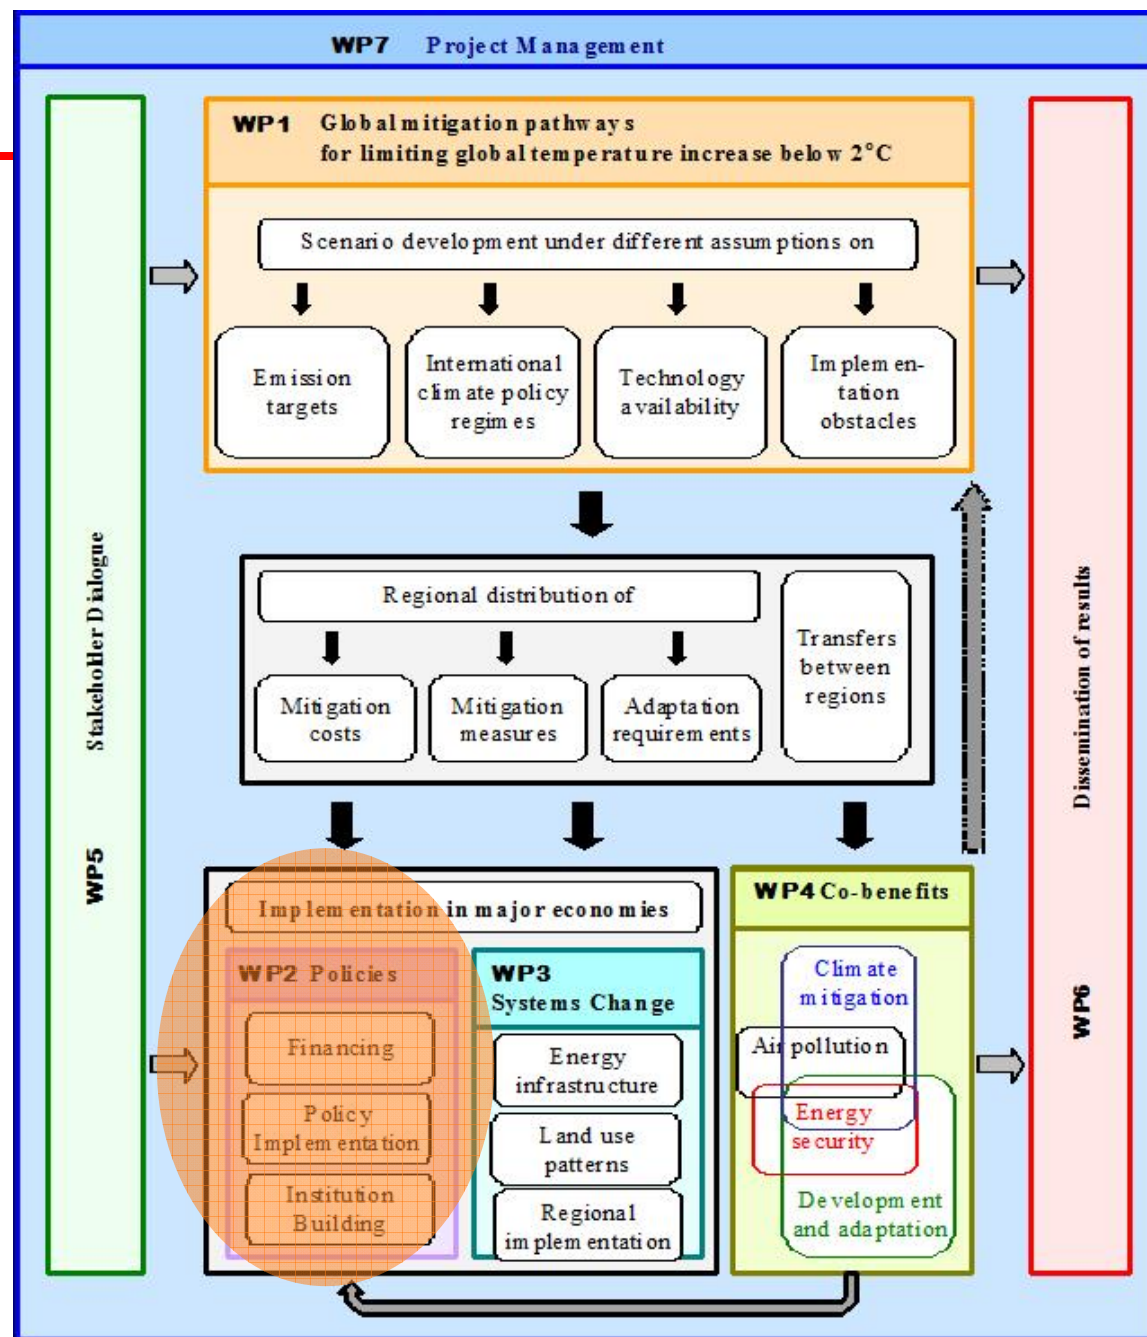 WP7 Project Management
WP1 Global mitigation pathways
for limiting global temperature increase below 2°C
Scenario development under different assumptions on
Emission
targets
International
climate policy
regimes
Technology
availability
Implemen-
tation
obstacles
Stakeholder Dialogue
WP5
Regional distribution of
Mitigation
costs
Mitigation
measures
Adaptation
requirements
Transfers
between
regions
Implementation in major economies
WP2 Policies
Financing
Policy
Implementation
Institution
Building
WP3
Systems Change
Energy
infrastructure
Land use
patterns
Regional
implementation
WP4 Co-benefits
Climate
mitigation
Air pollution
Energy
security
Development
and adaptation
Dissemination of results
WP6